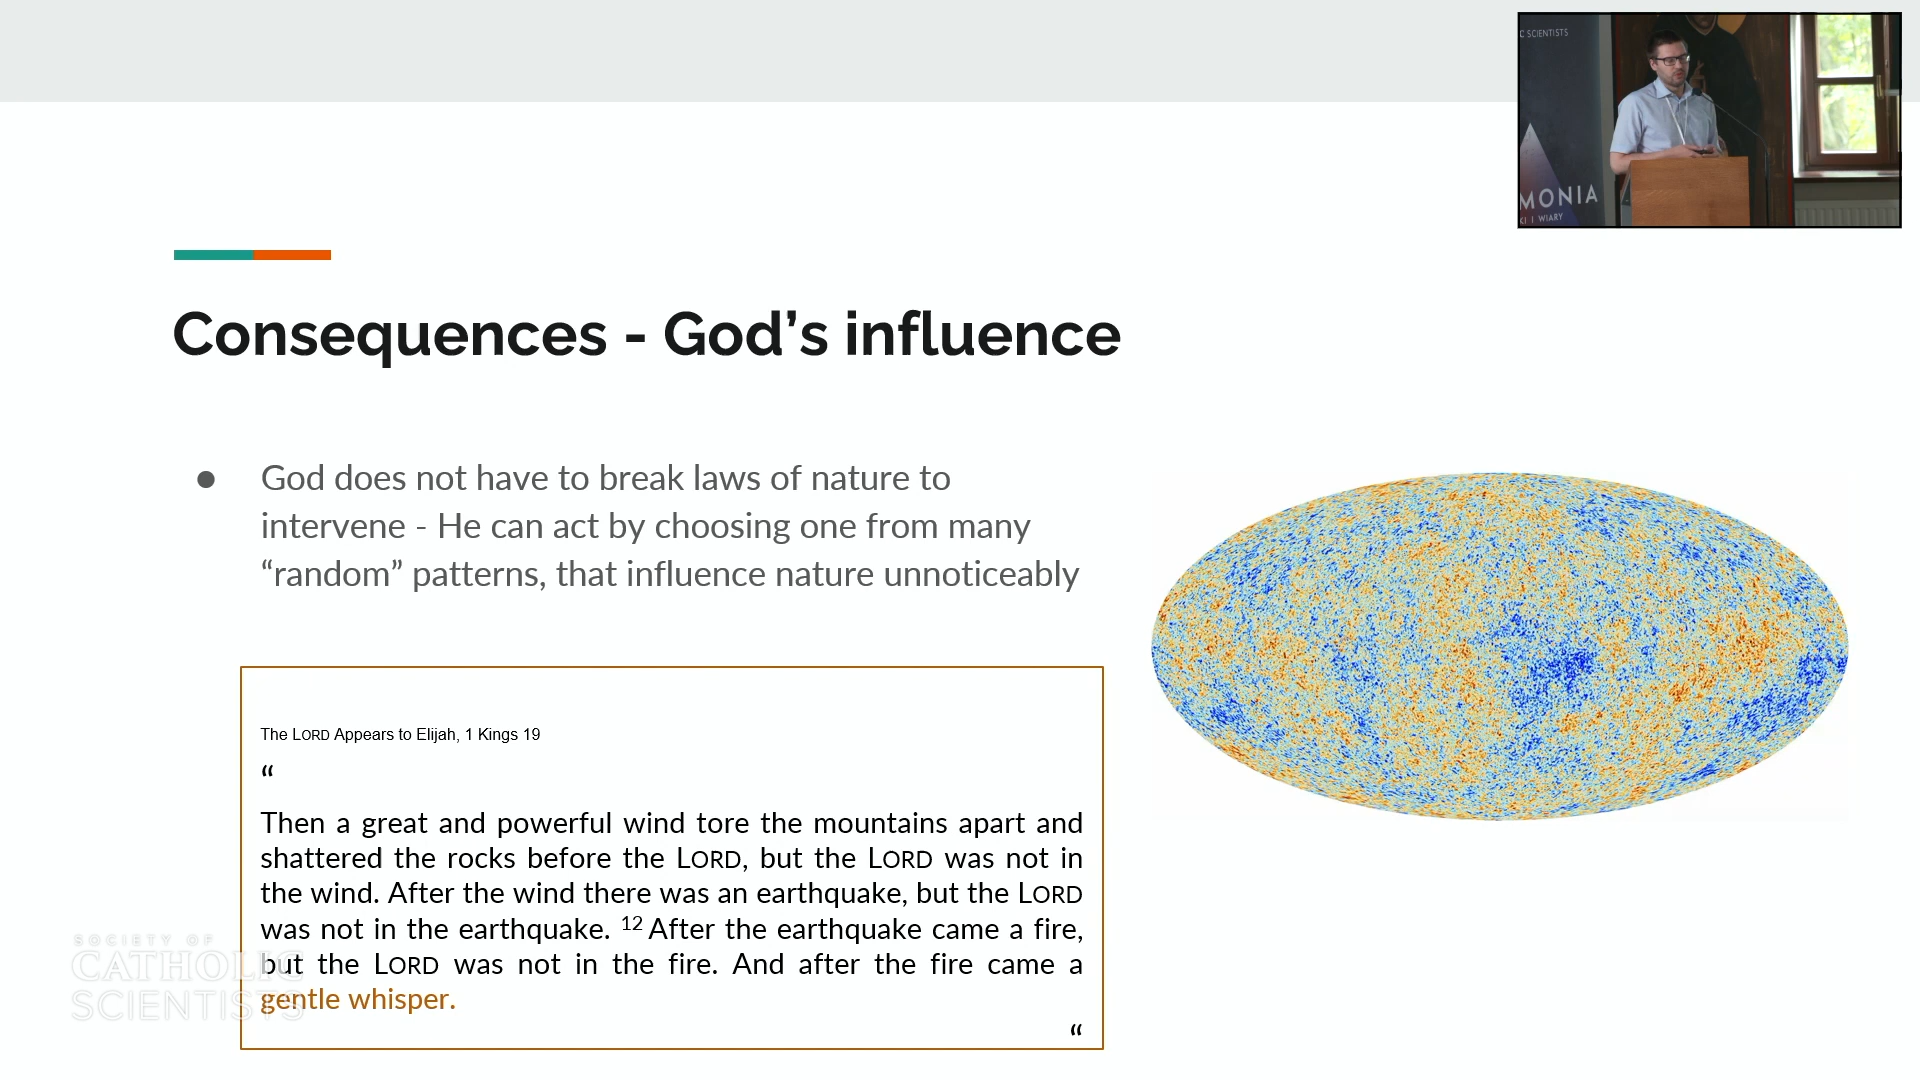 C SCIENTISTS
MONIA
KI I WIARY
Consequences - God’s influence
● God does not have to break laws of nature to
intervene - He can act by choosing one from many
“random” patterns, that influence nature unnoticeably
The LORD Appears to Elijah, 1 Kings 19
“
Then a great and powerful wind tore the mountains apart and
shattered the rocks before the LORD, but the LORD was not in
the wind. After the wind there was an earthquake, but the LORD
was not in the earthquake. 12 After the earthquake came a fire,
but the LORD was not in the fire. And after the fire came a
gentle whisper.
“
SOCIETY OF
CATHOLIC
SCIENTISTS